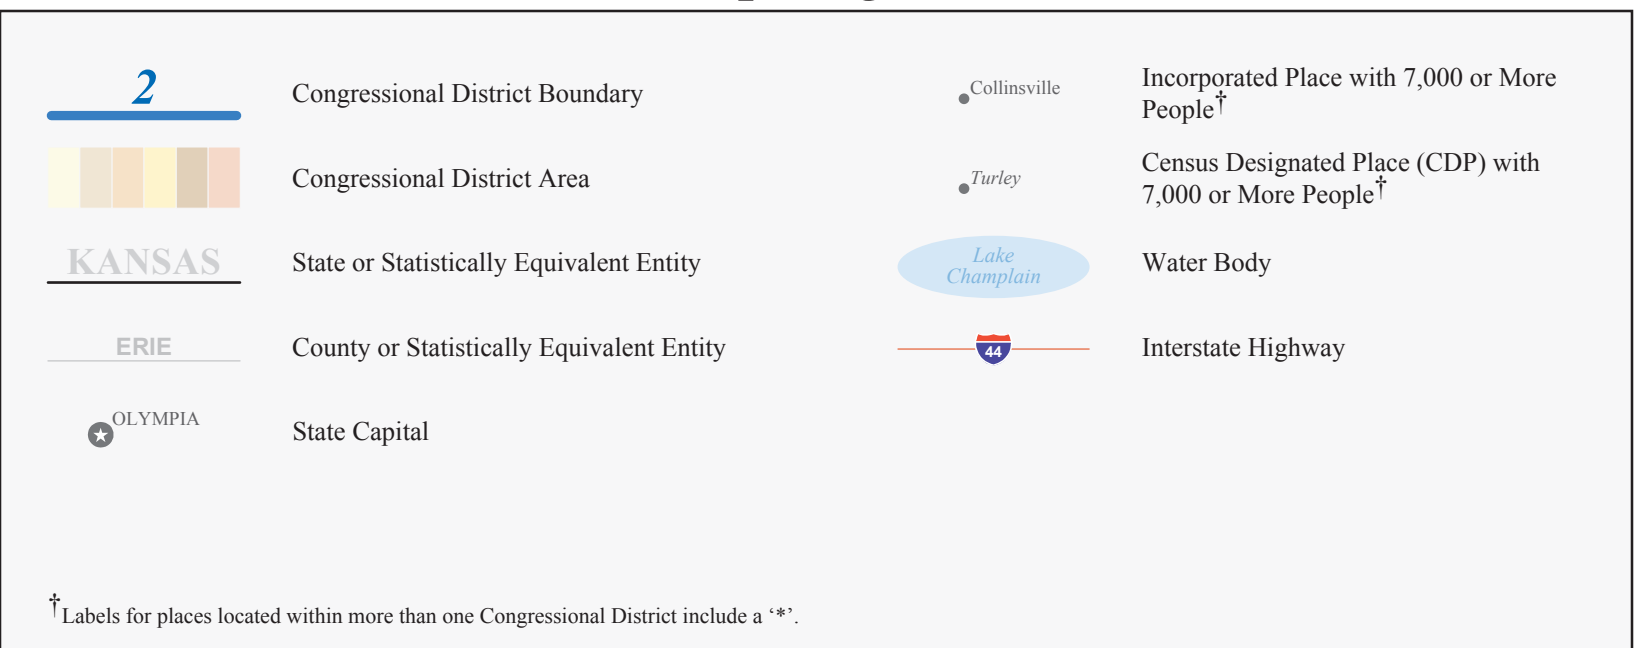 2
Congressional District Boundary
Congressional District Area
KANSAS
State or Statistically Equivalent Entity
ERIE
County or Statistically Equivalent Entity
OLYMPIA
State Capital
Collinsville
Incorporated Place with 7,000 or More
People†
Turley
Census Designated Place (CDP) with
7,000 or More People†
Lake
Champlain
Water Body
44
Interstate Highway
†Labels for places located within more than one Congressional District include a ‘*’.